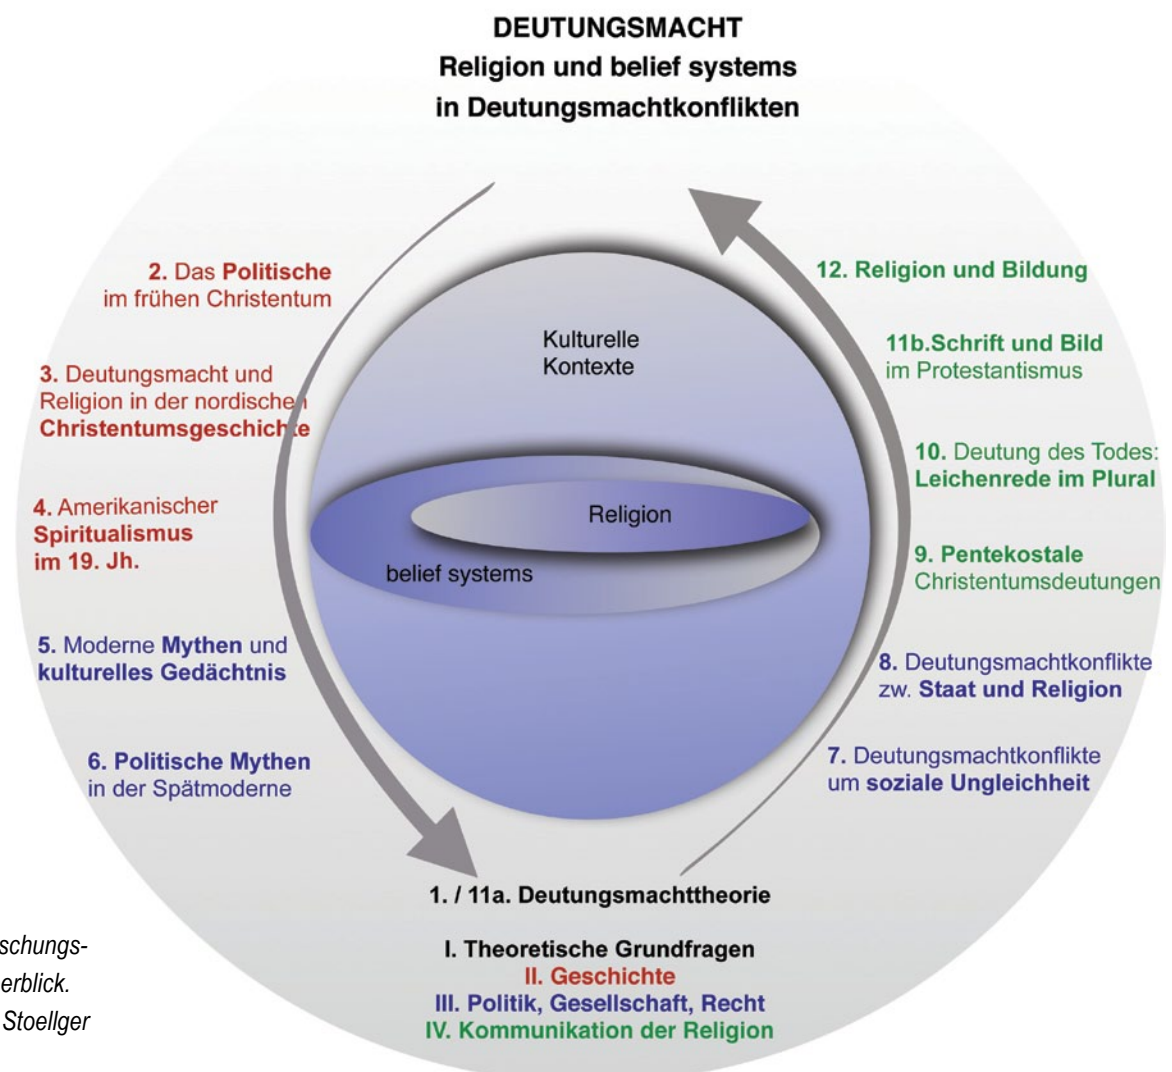 DEUTUNGSMACHT
Religion und belief systems
in Deutungsmachtkonflikten
2. Das Politische
im frühen Christentum
3. Deutungsmacht und
Religion in der nordischen
Christentumsgeschichte
4. Amerikanischer
Spiritualismus
im 19. Jh.
5. Moderne Mythen und
kulturelles Gedächtnis
6. Politische Mythen
in der Spätmoderne
Kulturelle
Kontexte
Religion
belief systems
12. Religion und Bildung
11b.Schrift und Bild
im Protestantismus
10. Deutung des Todes:
Leichenrede im Plural
9. Pentekostale
Christentumsdeutungen
8. Deutungsmachtkonflikte
zw. Staat und Religion
7. Deutungsmachtkonflikte
um soziale Ungleichheit
1. / 11a. Deutungsmachttheorie
I. Theoretische Grundfragen
II. Geschichte
III. Politik, Gesellschaft, Recht
IV. Kommunikation der Religion
schungs-
erblick.
Stoellger